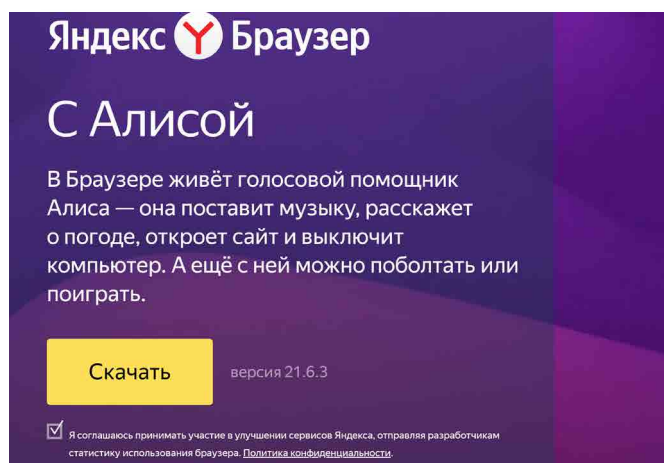 Яндекс Браузер
С Алисой
В Браузере живёт голосовой помощник
Алиса — она поставит музыку, расскажет
о погоде, откроет сайт и выключит
компьютер. А ещё с ней можно поболтать или
поиграть.
Скачать версия 21.6.3
Я соглашаюсь принимать участие в улучшении сервисов Яндекса, отправляя разработчикам
статистику использования браузера. Политика конфиденциальности.